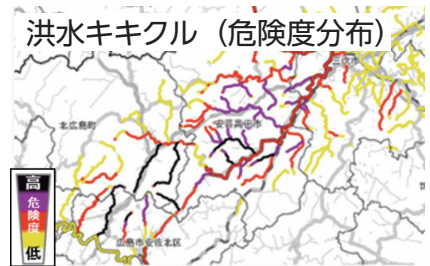 洪水キキクル（危険度分布）
三次市
北広島町
安芸高田市
高
危険度
低
広島市安佐北区